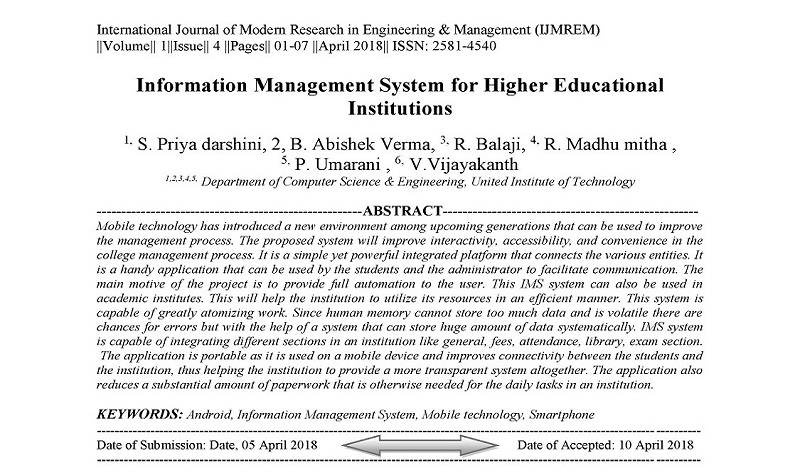 International Journal of Modern Research in Engineering & Management (IJMREM)
||Volume|| 1||Issue|| 4 ||Pages|| 01-07 ||April 2018|| ISSN: 2581-4540
Information Management System for Higher Educational
Institutions
1, S. Priya darshini, 2, B. Abishek Verma, 3, R. Balaji, 4, R. Madhu mitha ,
5, P. Umarani , 6, V.Vijayakanth
1,2,3,4,5, Department of Computer Science & Engineering, United Institute of Technology
--------------------------------------------------ABSTRACT--------------------------------------------------
Mobile technology has introduced a new environment among upcoming generations that can be used to improve
the management process. The proposed system will improve interactivity, accessibility, and convenience in the
college management process. It is a simple yet powerful integrated platform that connects the various entities. It
is a handy application that can be used by the students and the administrator to facilitate communication. The
main motive of the project is to provide full automation to the user. This IMS system can also be used in
academic institutes. This will help the institution to utilize its resources in an efficient manner. This system is
capable of greatly atomizing work. Since human memory cannot store too much data and is volatile there are
chances for errors but with the help of a system that can store huge amount of data systematically. IMS system
is capable of integrating different sections in an institution like general, fees, attendance, library, exam section.
The application is portable as it is used on a mobile device and improves connectivity between the students and
the institution, thus helping the institution to provide a more transparent system altogether. The application also
reduces a substantial amount of paperwork that is otherwise needed for the daily tasks in an institution.
KEYWORDS: Android, Information Management System, Mobile technology, Smartphone
Date of Submission: Date, 05 April 2018 Date of Accepted: 10 April 2018